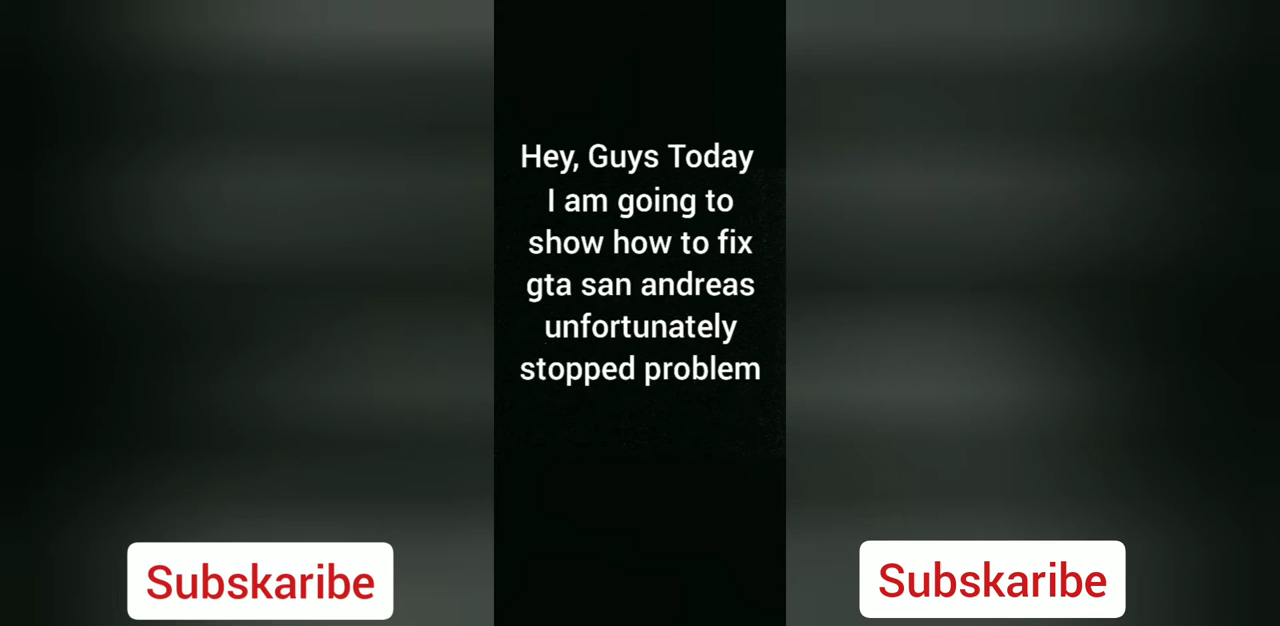 Hey, Guys Today
I am going to
show how to fix
gta san andreas
unfortunately
stopped problem
Subskaribe
Subskaribe